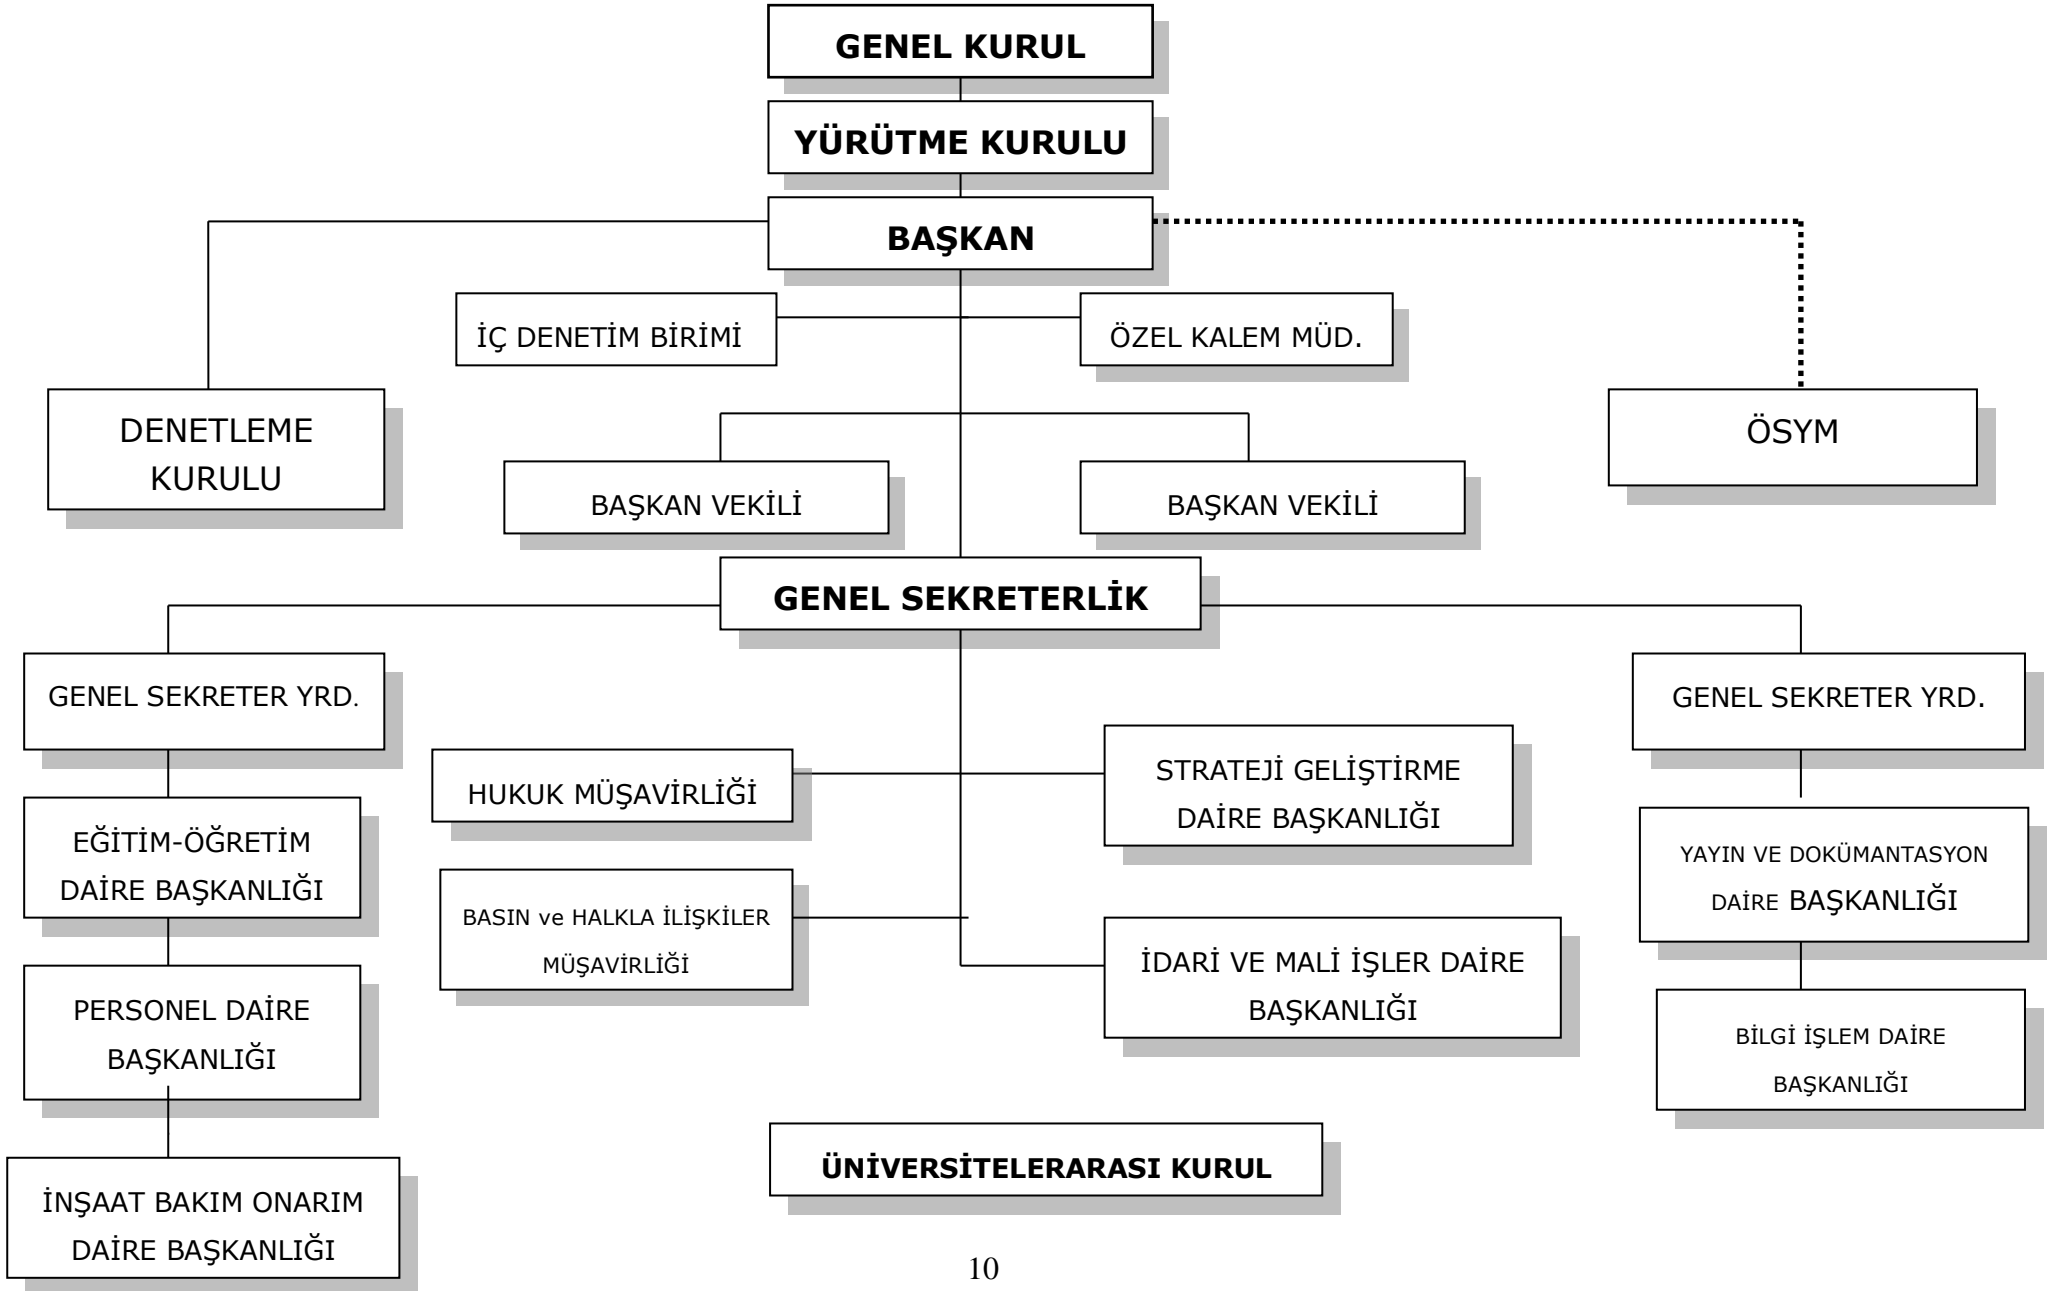 GENEL KURUL
YÜRÜTME KURULU
BAŞKAN
İÇ DENETİM BİRİMİ
ÖZEL KALEM MÜD.
DENETLEME
KURULU
ÖSYM
BAŞKAN VEKİLİ
BAŞKAN VEKİLİ
GENEL SEKRETERLİK
GENEL SEKRETER YRD.
GENEL SEKRETER YRD.
HUKUK MÜŞAVİRLİĞİ
STRATEJİ GELİŞTİRME
DAİRE BAŞKANLIĞI
EĞİTİM-ÖĞRETİM
DAİRE BAŞKANLIĞI
YAYIN VE DOKÜMANTASYON
DAİRE BAŞKANLIĞI
BASIN ve HALKLA İLİŞKİLER
MÜŞAVİRLİĞİ
İDARİ VE MALİ İŞLER DAİRE
BAŞKANLIĞI
PERSONEL DAİRE
BAŞKANLIĞI
BİLGİ İŞLEM DAİRE
BAŞKANLIĞI
ÜNİVERSİTELERARASI KURUL
İNŞAAT BAKIM ONARIM
DAİRE BAŞKANLIĞI
10